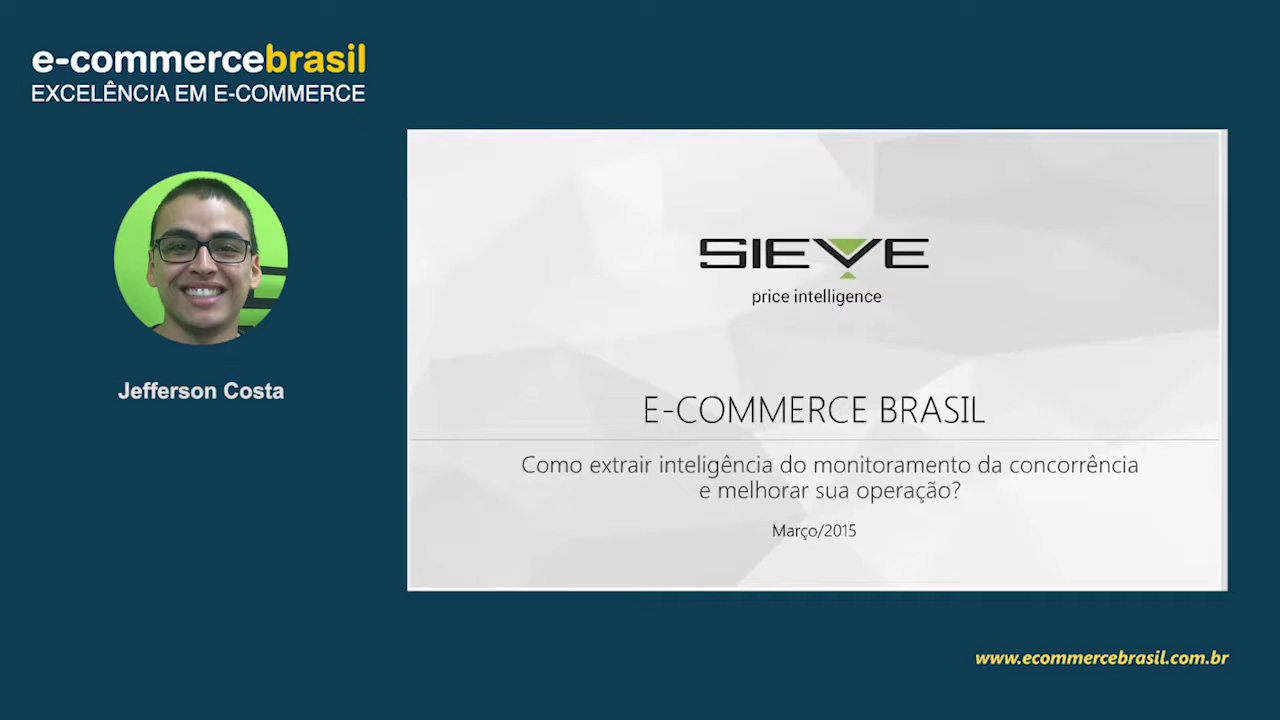 e-commercebrasil
EXCELÊNCIA EM E-COMMERCE
Jefferson Costa
SIEVE
price intelligence
E-COMMERCE BRASIL
Como extrair inteligência do monitoramento da concorrência
e melhorar sua operação?
Março/2015
www.ecommercebrasil.com.br